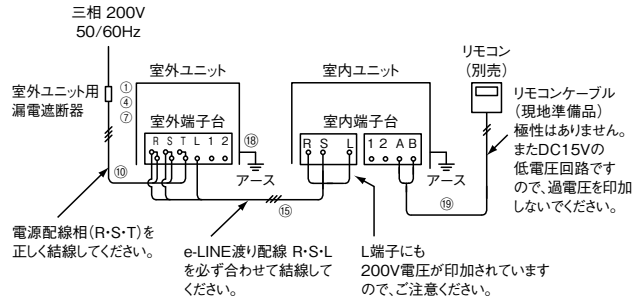 三相 200V
50/60Hz
室外ユニット用
漏電遮断器
①
④
⑦
室外ユニット
室外端子台
R S T L 1 2
⑱
アース
⑩
室内ユニット
室内端子台
R S L
1 2 A B
アース
リモコン
(別売)
リモコンケーブル
(現地準備品)
極性はありません。
またDC15Vの
低電圧回路です
ので、過電圧を印加
しないでください。
⑮
⑲
電源配線相(R・S・T)を
正しく結線してください。
e-LINE渡り配線 R・S・L
を必ず合わせて結線して
ください。
L端子にも
200V電圧が印加されています
ので、ご注意ください。